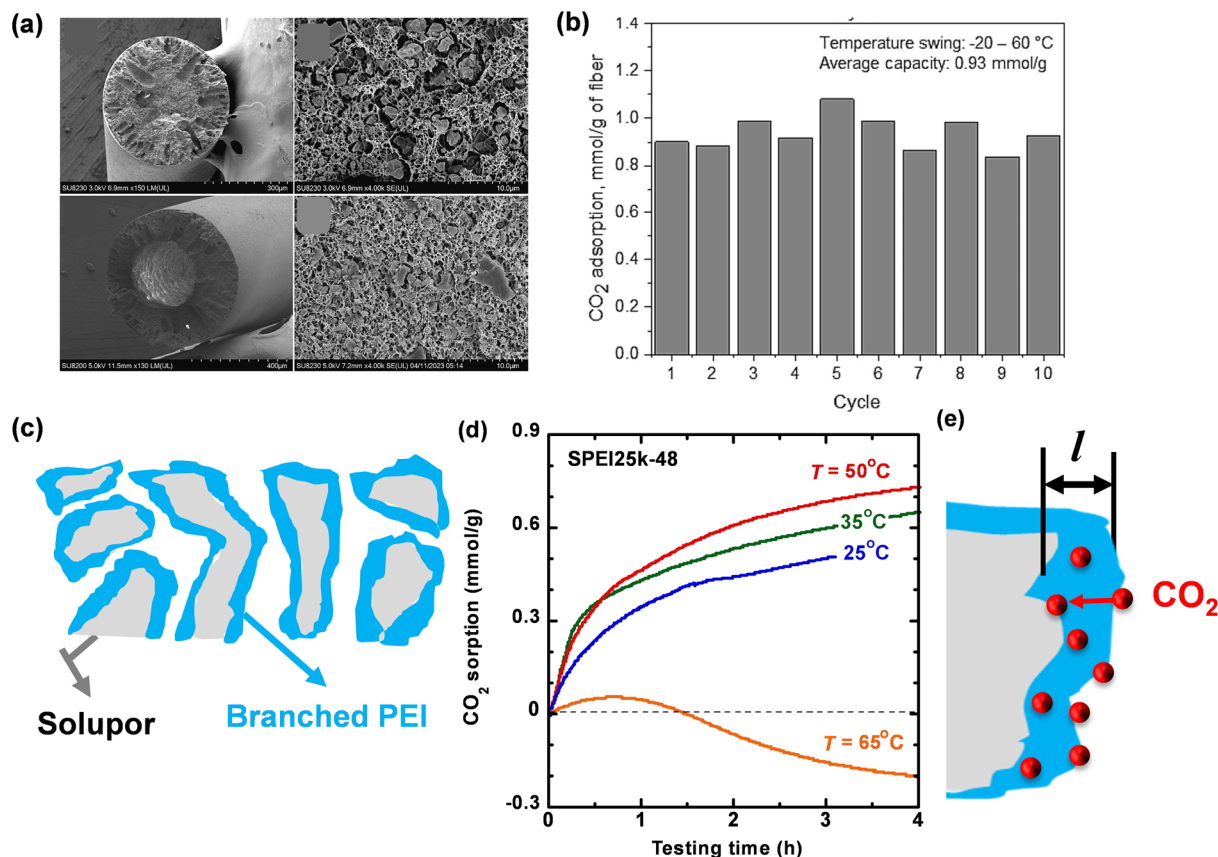 (a)
SU8230 3.0kV 6.9mm x150 LM(UL) 300μm
SU8230 3.0kV 6.9mm x4.00k SE(UL) 10.0μm
SU8200 5.0kV 11.5mm x130 LM(UL) 400μm
SU8230 5.0kV 7.2mm x4.00k SE(UL) 04/11/2023 05:14 10.0μm
(b)
Temperature swing: -20 – 60 °C
Average capacity: 0.93 mmol/g
CO2 adsorption, mmol/g of fiber
1.4
1.2
1.0
0.8
0.6
0.4
0.2
0.0
1 2 3 4 5 6 7 8 9 10
Cycle
(c)
Solupor
Branched PEI
(d)
SPEI25k-48
CO2 sorption (mmol/g)
0.9
0.6
0.3
0
-0.3
T = 50°C
35°C
25°C
T = 65°C
0 1 2 3 4
Testing time (h)
(e)
l
CO2